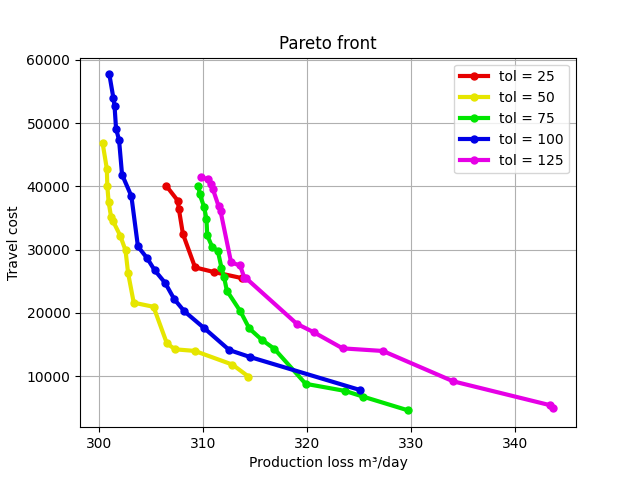 Pareto front
60000
50000
40000
30000
20000
10000
Travel cost
tol = 25
tol = 50
tol = 75
tol = 100
tol = 125
300
310
320
330
340
Production loss m³/day